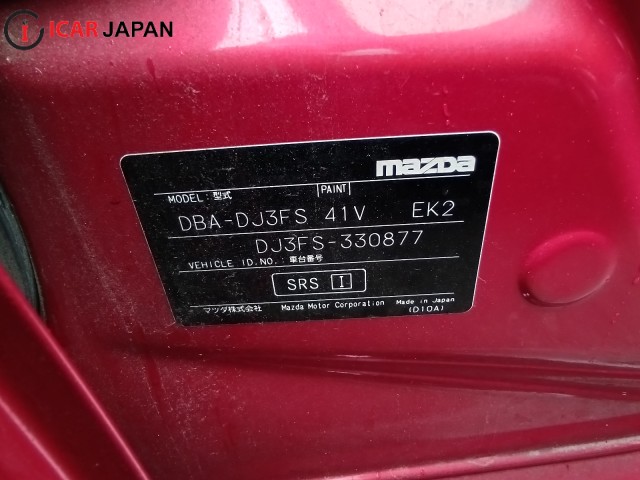 ICAR JAPAN
mazda
MODEL: 型式 PAINT
DBA-DJ3FS 41V EK2
DJ3FS-330877
VEHICLE ID.NO.: 車台番号
SRS I
マツダ株式会社 Mazda Motor Corporation Made in Japan
(D10A)